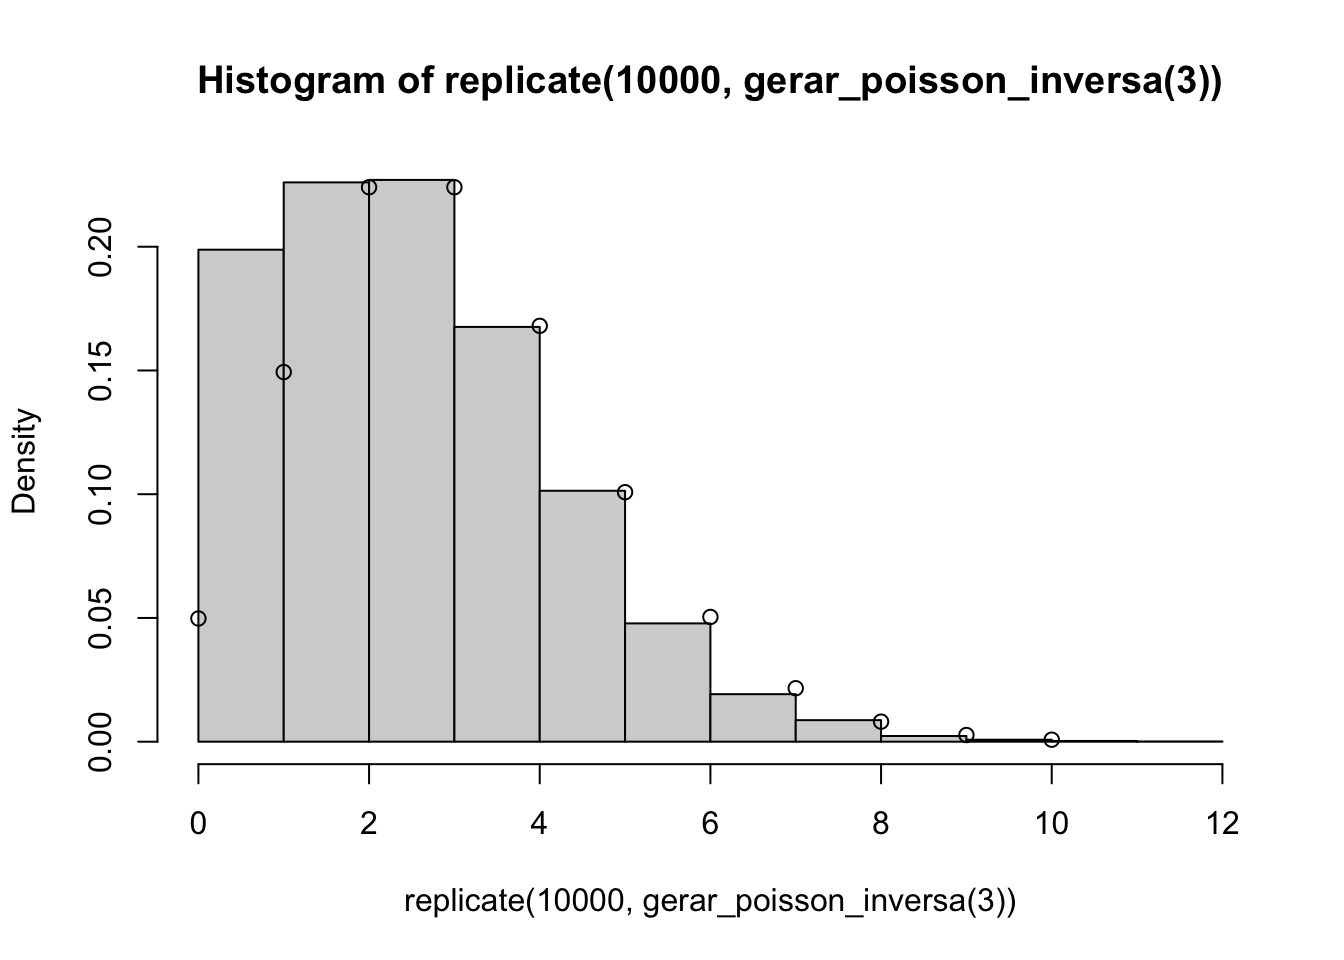 Histogram of replicate(10000, gerar_poisson_inversa(3))
Density
0.20
0.15
0.10
0.05
0.00
0 2 4 6 8 10 12
replicate(10000, gerar_poisson_inversa(3))